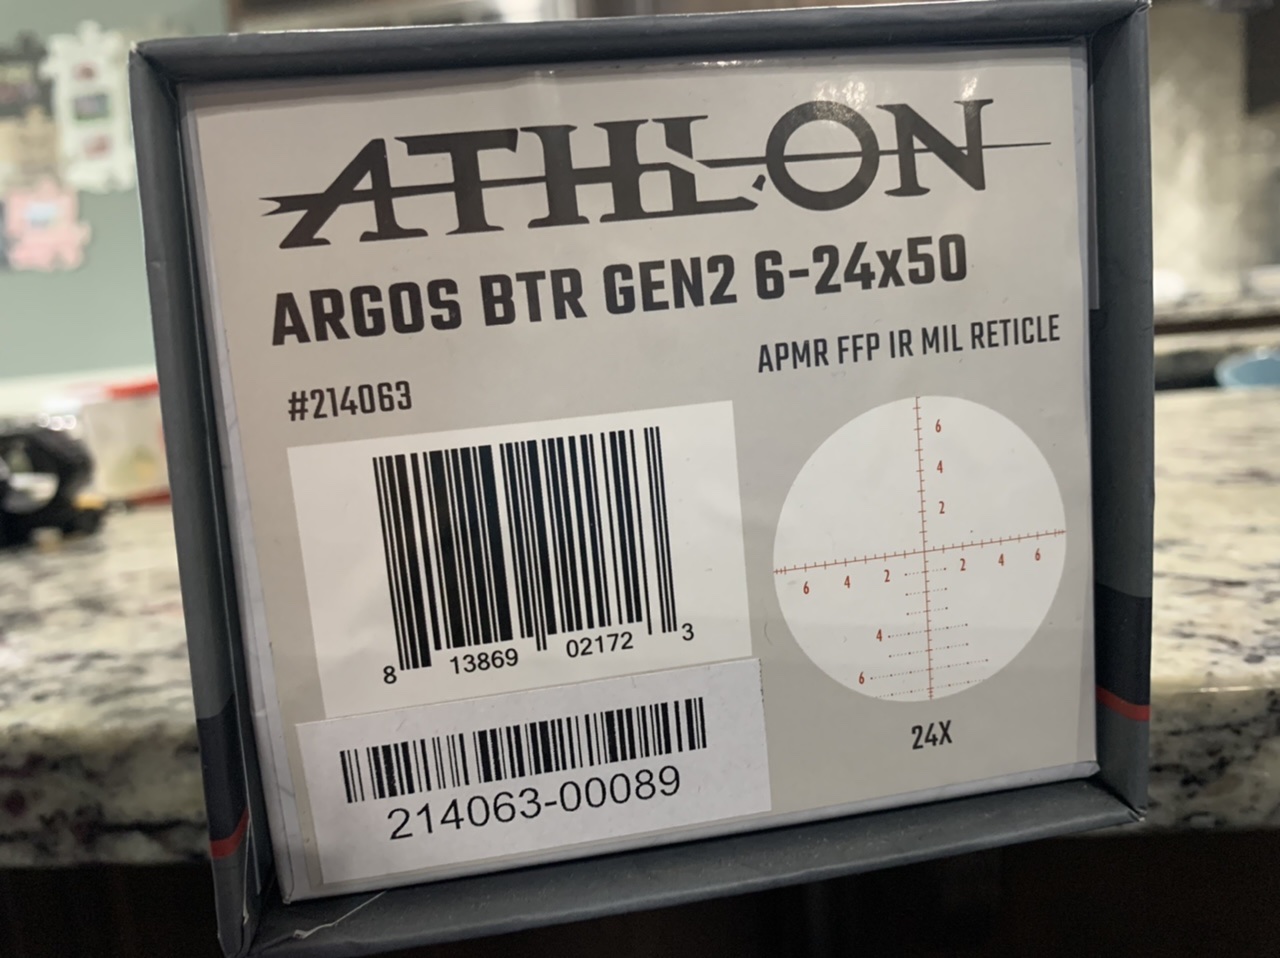 ATHLON
ARGOS BTR GEN2 6-24x50
APMR FFP IR MIL RETICLE
#214063
8 13869 02172 3
214063-00089
6
4
2
6 4 2 2 4 6
4
6
24X